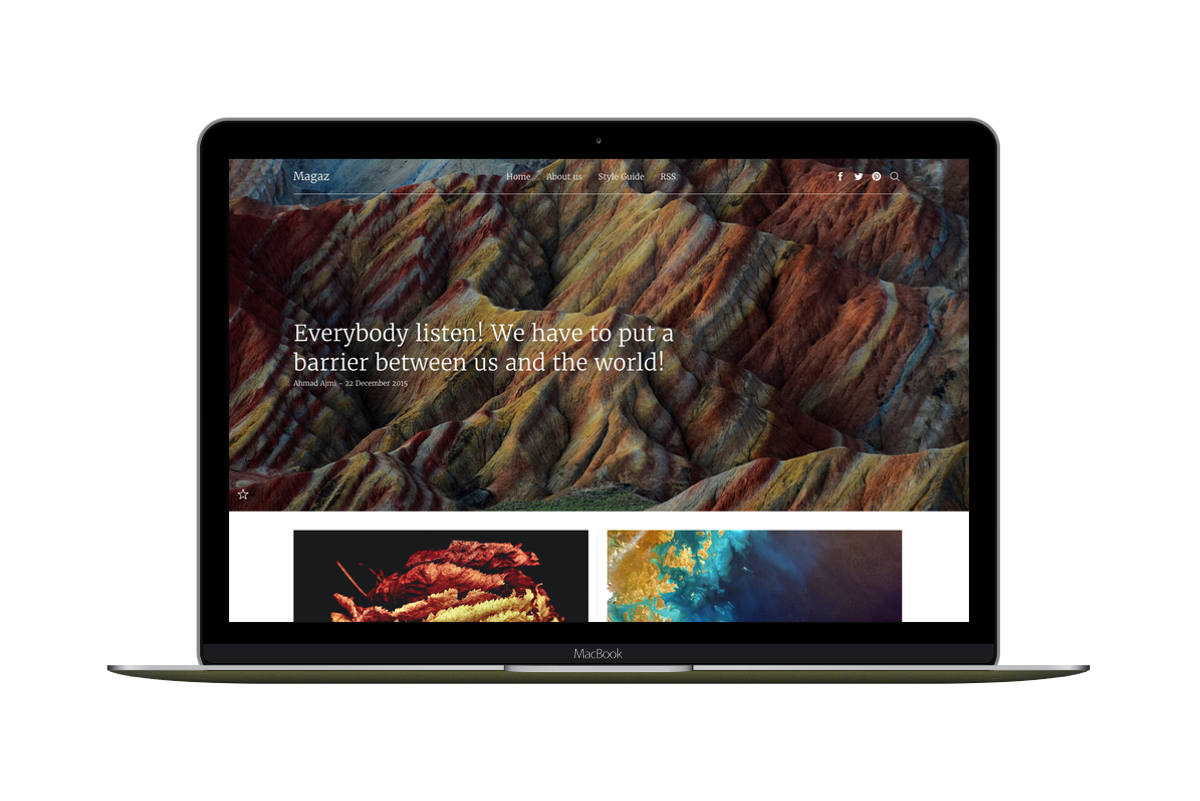 Magaz
Home
About us
Style Guide
RSS
Everybody listen! We have to put a
barrier between us and the world!
Ahmad Ajmi – 22 December 2015
MacBook